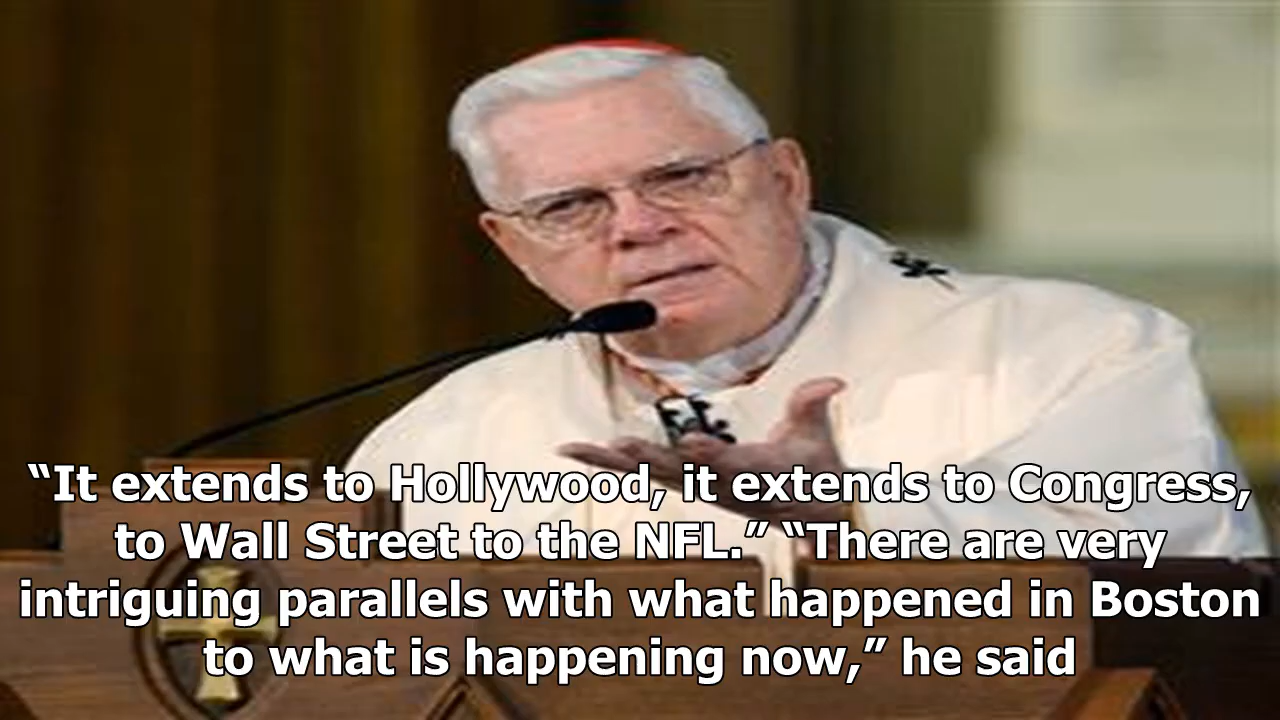 “It extends to Hollywood, it extends to Congress,
to Wall Street to the NFL.” “There are very
intriguing parallels with what happened in Boston
to what is happening now,” he said